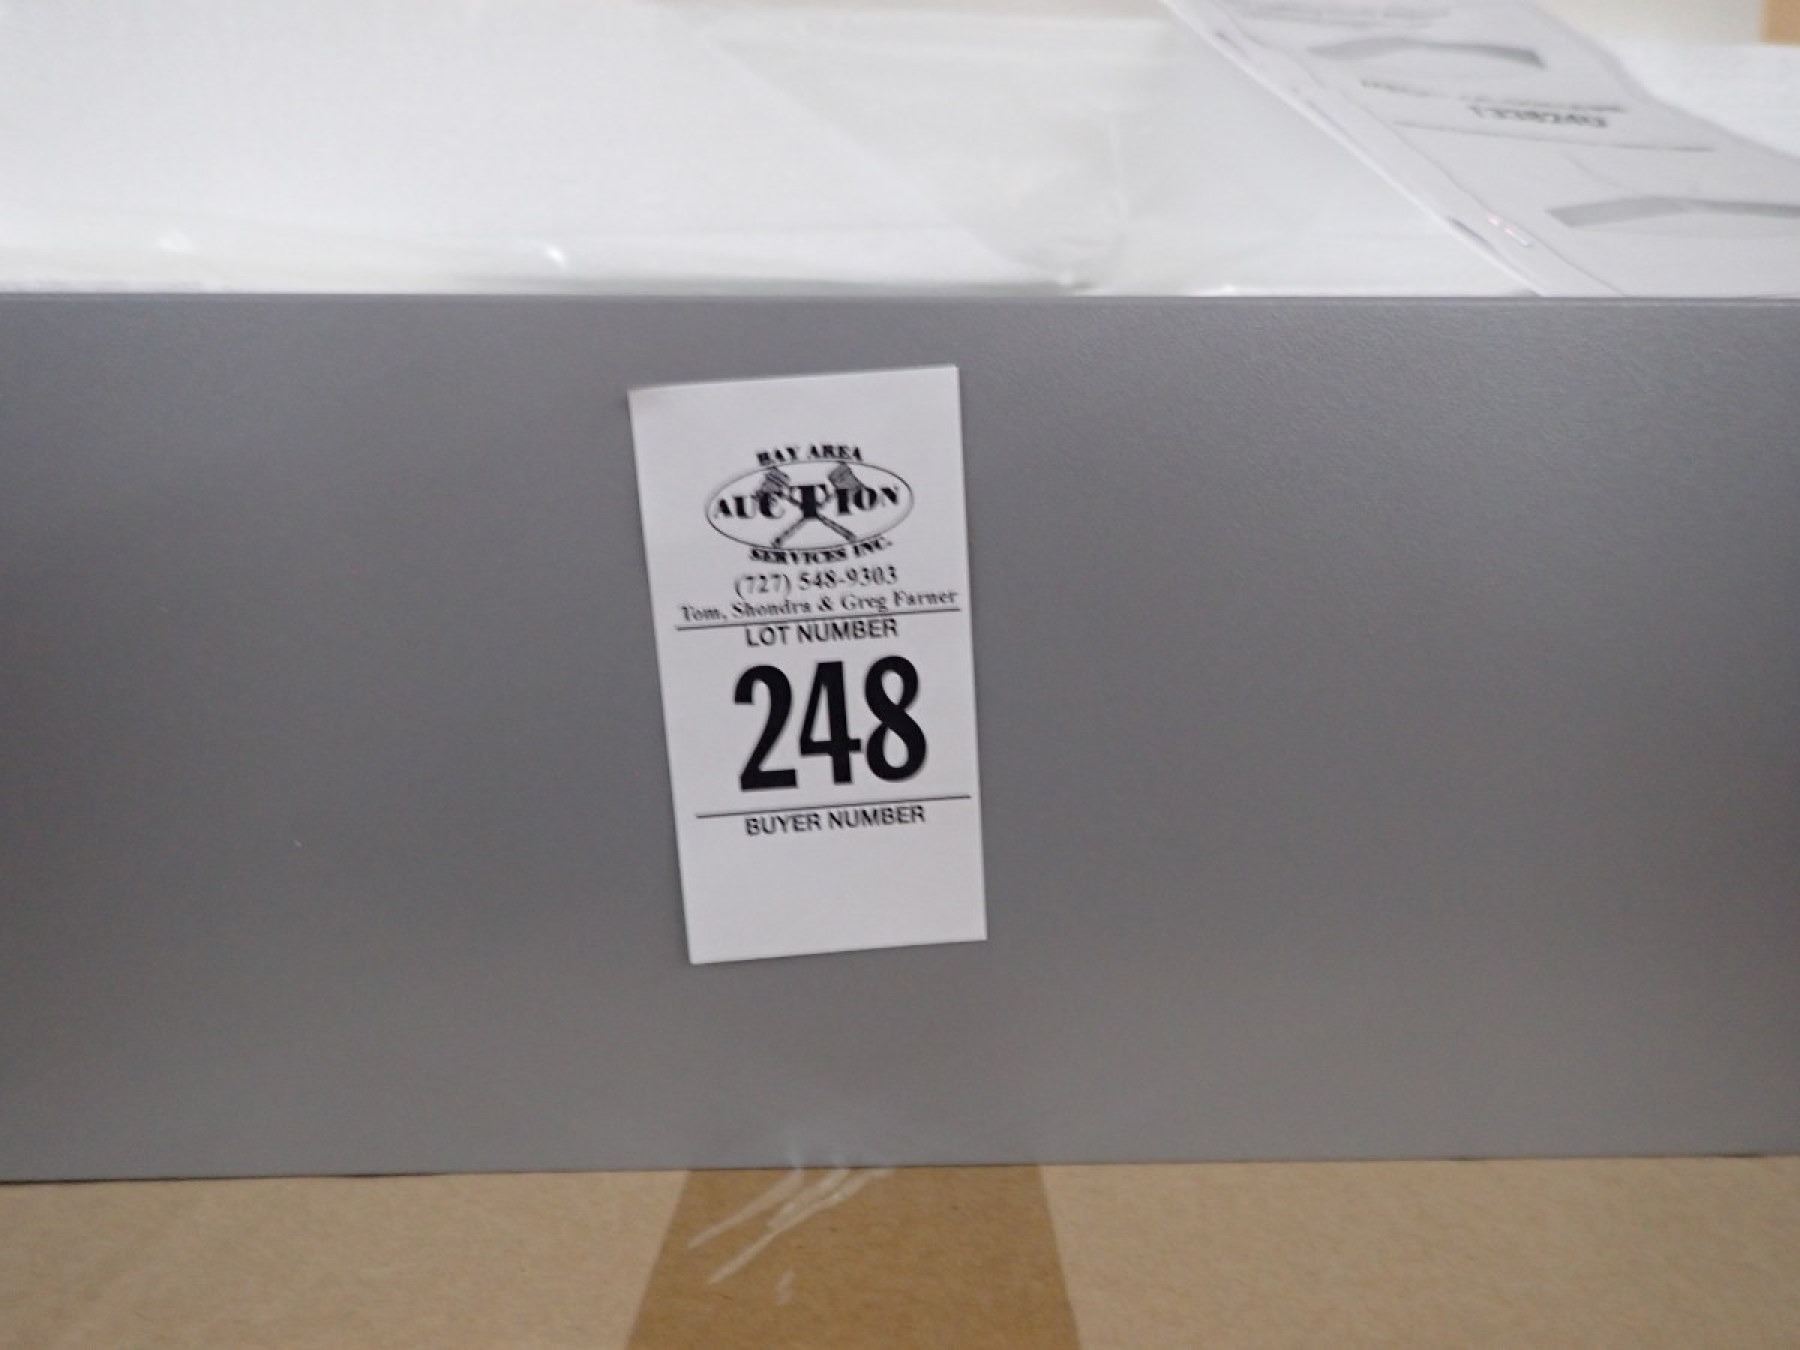 BAY AREA
AUCTION
SERVICES INC.
(727) 548-9303
Tom, Shondra & Greg Farner
LOT NUMBER
248
BUYER NUMBER